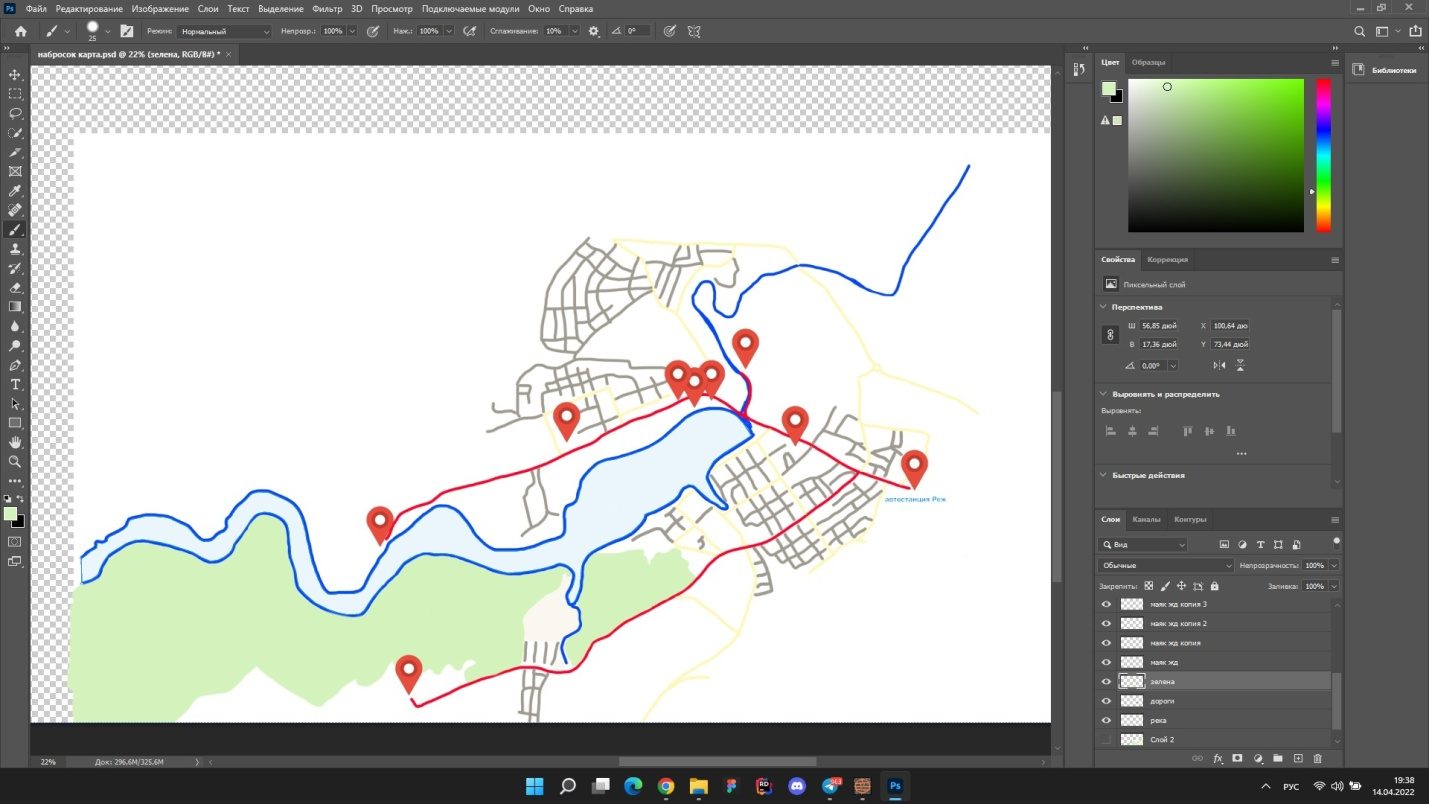 Ps Файл Редактирование Изображение Слои Текст Выделение Фильтр 3D Просмотр Подключаемые модули Окно Справка
25 Режим: Нормальный Непрозр.: 100% Наж.: 100% Сглаживание: 10% 0°
набросок карта.psd @ 22% (зелена, RGB/8#) * ×
Цвет Образцы
Библиотеки
Свойства Коррекция
Пиксельный слой
Перспектива
Ш 56,85 дюй X 100,64 дю
В 17,36 дюй Y 73,44 дюй
0,00°
Выровнять и распределить
Выровнять:
Быстрые действия
автостанция Реж
Слои Каналы Контуры
Вид
Обычные Непрозрачность: 100%
Закрепить: Заливка: 100%
маяк жд копия 3
маяк жд копия 2
маяк жд копия
маяк жд
зелена
дороги
река
Слой 2
22% Док: 296,6M/325,6M
fx
РУС
19:38
14.04.2022